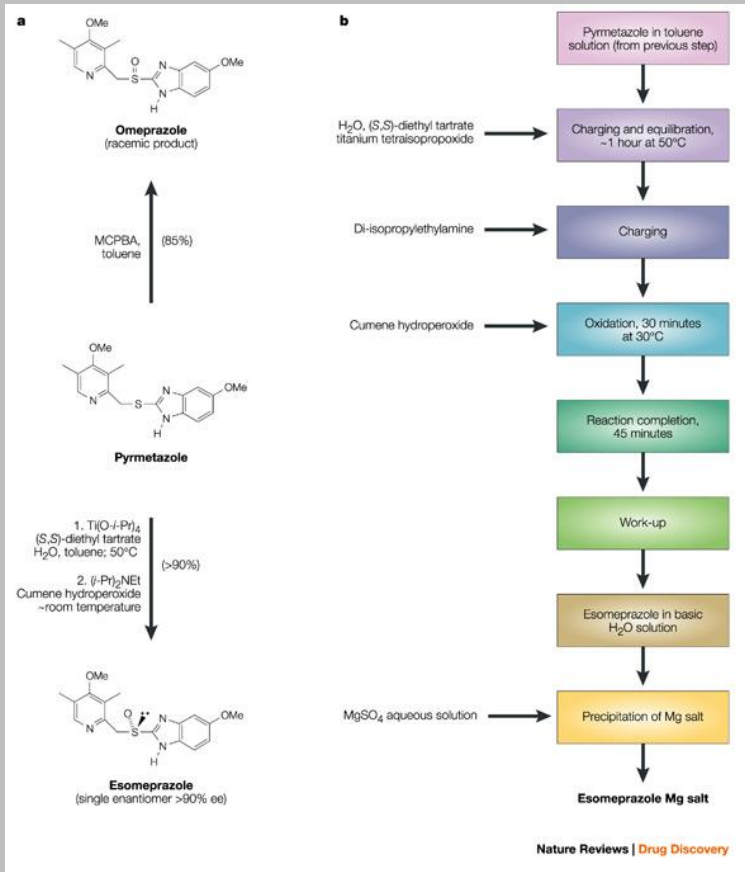 a
OMe
N
O
S
N
N
H
OMe
Omeprazole
(racemic product)
MCPBA,
toluene
(85%)
OMe
N
S
N
N
H
OMe
Pyrmetazole
1. Ti(O-i-Pr)4
(S,S)-diethyl tartrate
H2O, toluene; 50°C
2. (i-Pr)2NEt
Cumene hydroperoxide
~room temperature
(>90%)
OMe
N
O
S
N
N
H
OMe
Esomeprazole
(single enantiomer >90% ee)
b
Pyrmetazole in toluene
solution (from previous step)
H2O, (S,S)-diethyl tartrate
titanium tetraisopropoxide
Charging and equilibration,
~1 hour at 50°C
Di-isopropylethylamine
Charging
Cumene hydroperoxide
Oxidation, 30 minutes
at 30°C
Reaction completion,
45 minutes
Work-up
Esomeprazole in basic
H2O solution
MgSO4 aqueous solution
Precipitation of Mg salt
Esomeprazole Mg salt
Nature Reviews | Drug Discovery